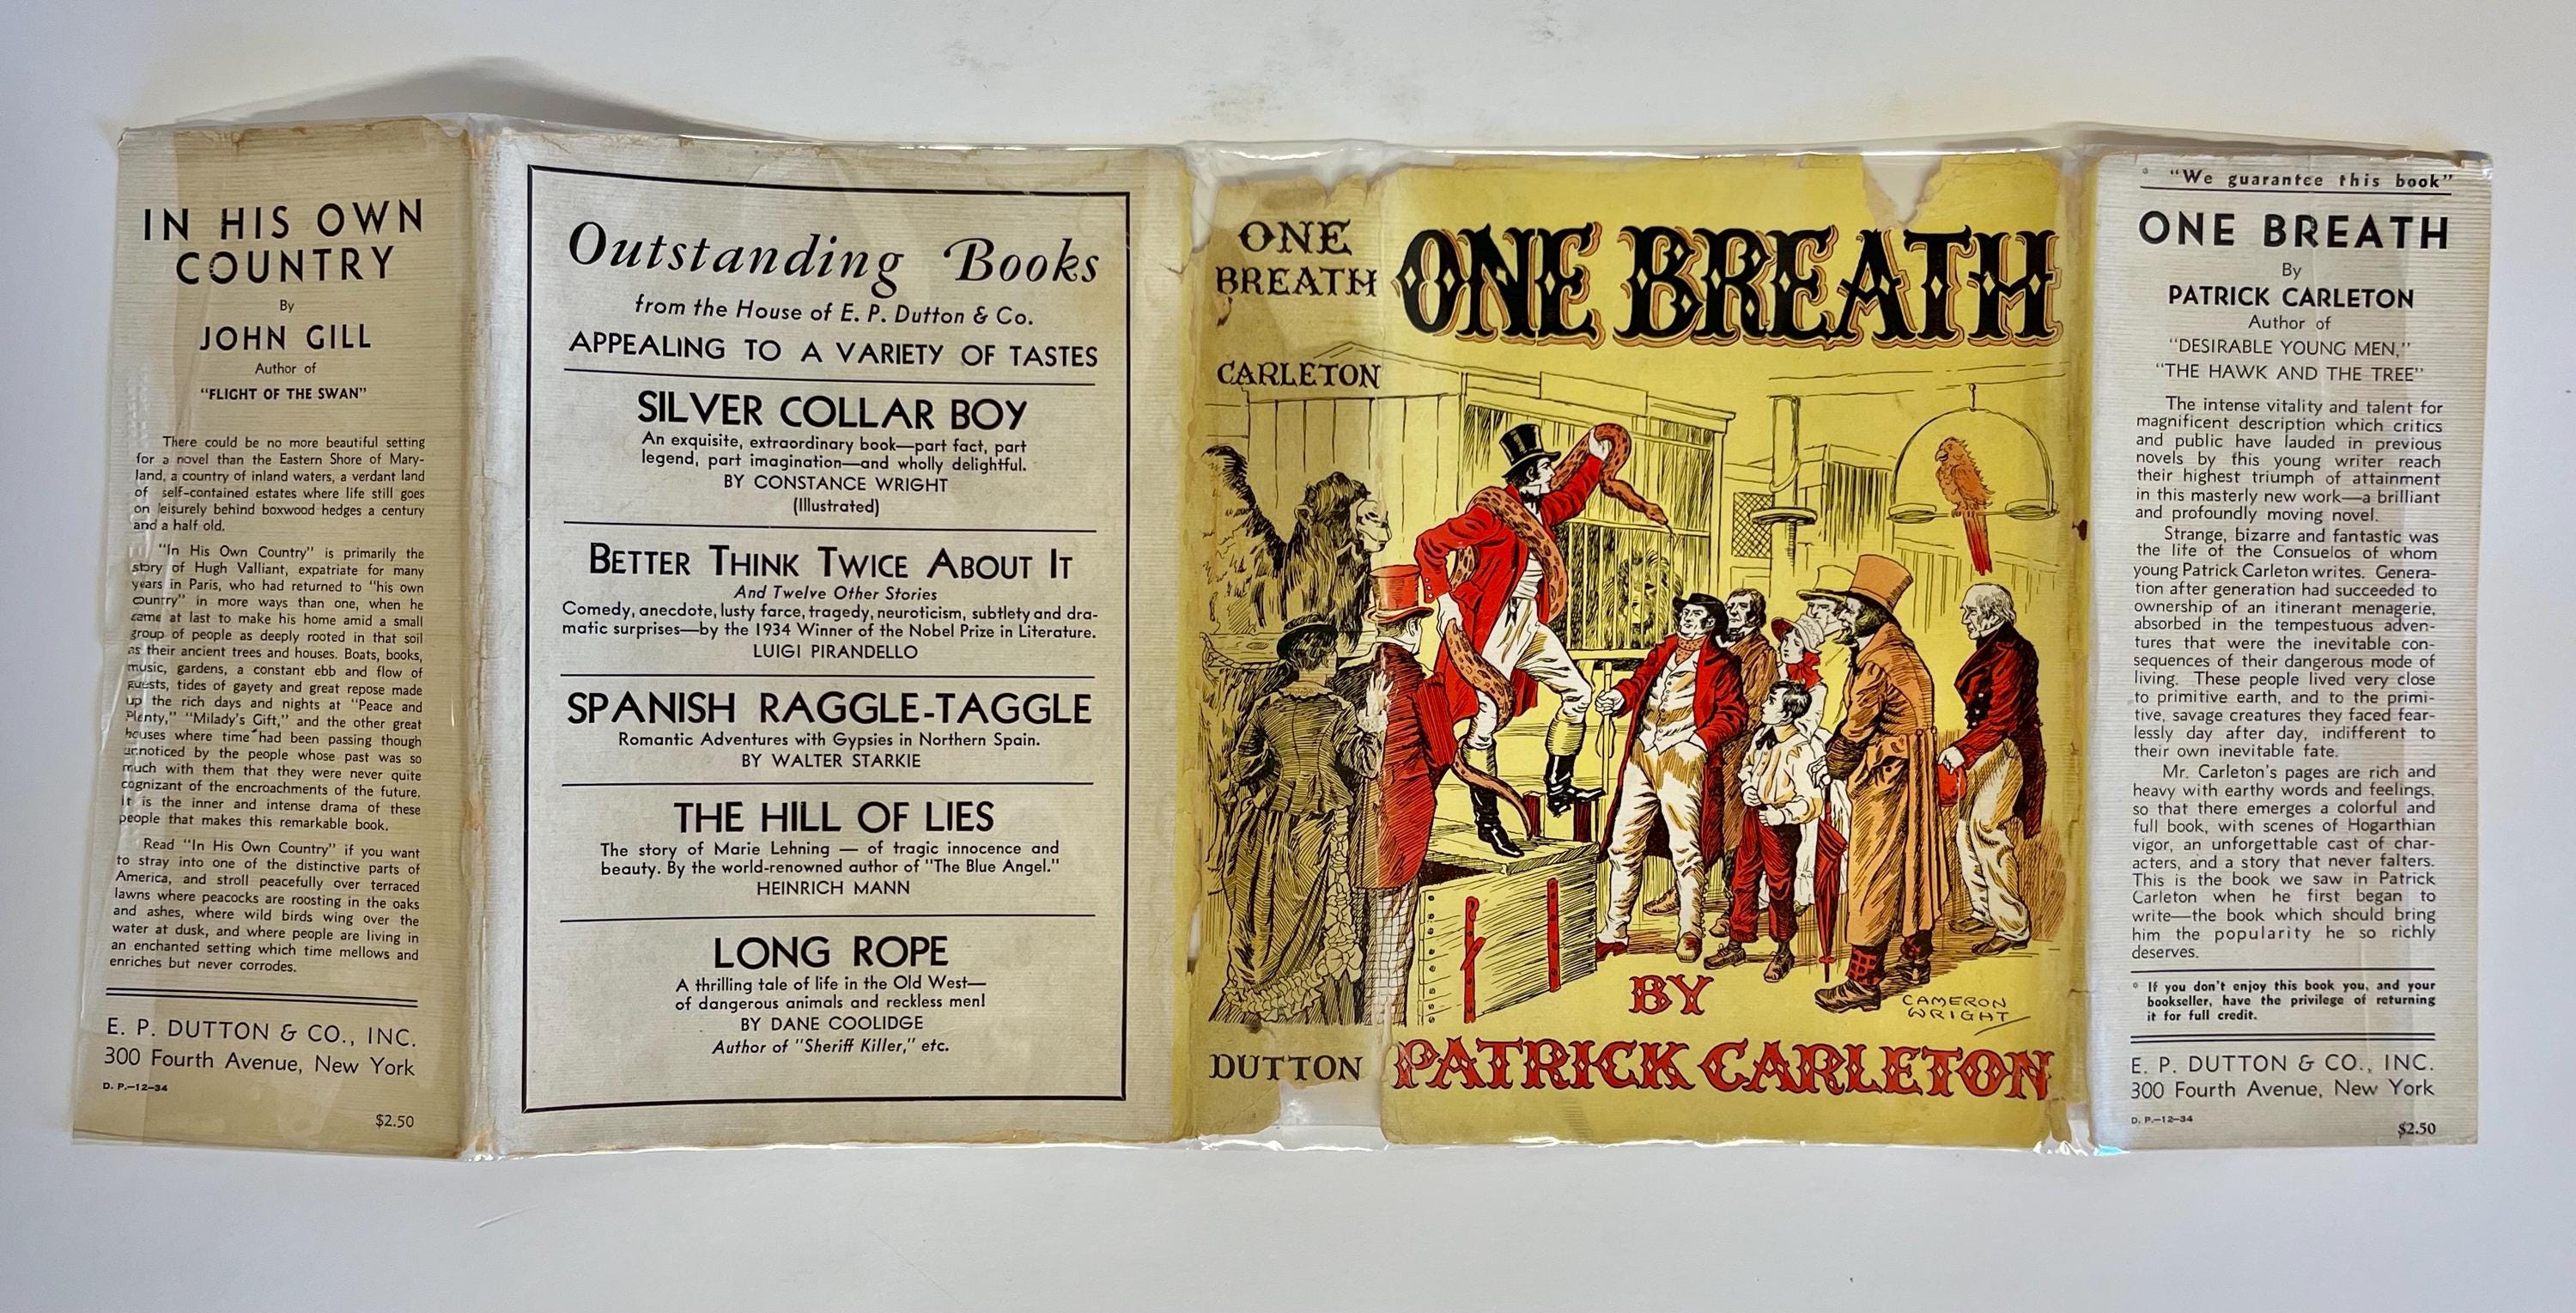 IN HIS OWN
COUNTRY
By
JOHN GILL
Author of
"FLIGHT OF THE SWAN"
There could be no more beautiful setting
for a novel than the Eastern Shore of Mary-
land, a country of inland waters, a verdant land
of self-contained estates where life still goes
on leisurely behind boxwood hedges a century
and a half old.
"In His Own Country" is primarily the
story of Hugh Valliant, expatriate for many
years in Paris, who had returned to "his own
country" in more ways than one, when he
came at last to make his home amid a small
group of people as deeply rooted in that soil
as their ancient trees and houses. Boats, books,
music, gardens, a constant ebb and flow of
guests, tides of gayety and great repose made
up the rich days and nights at "Peace and
Plenty," "Milady's Gift," and the other great
houses where time had been passing though
unnoticed by the people whose past was so
much with them that they were never quite
cognizant of the encroachments of the future.
It is the inner and intense drama of these
people that makes this remarkable book.
Read "In His Own Country" if you want
to stray into one of the distinctive parts of
America, and stroll peacefully over terraced
lawns where peacocks are roosting in the oaks
and ashes, where wild birds wing over the
water at dusk, and where people are living in
an enchanted setting which time mellows and
enriches but never corrodes.
E. P. DUTTON & CO., INC.
300 Fourth Avenue, New York
D. P.—12—34
$2.50
Outstanding Books
from the House of E. P. Dutton & Co.
APPEALING TO A VARIETY OF TASTES
SILVER COLLAR BOY
An exquisite, extraordinary book—part fact, part
legend, part imagination—and wholly delightful.
BY CONSTANCE WRIGHT
(Illustrated)
BETTER THINK TWICE ABOUT IT
And Twelve Other Stories
Comedy, anecdote, lusty farce, tragedy, neuroticism, subtlety and dra-
matic surprises—by the 1934 Winner of the Nobel Prize in Literature.
LUIGI PIRANDELLO
SPANISH RAGGLE-TAGGLE
Romantic Adventures with Gypsies in Northern Spain.
BY WALTER STARKIE
THE HILL OF LIES
The story of Marie Lehning — of tragic innocence and
beauty. By the world-renowned author of "The Blue Angel."
HEINRICH MANN
LONG ROPE
A thrilling tale of life in the Old West—
of dangerous animals and reckless men!
BY DANE COOLIDGE
Author of "Sheriff Killer," etc.
ONE
BREATH
CARLETON
DUTTON
ONE BREATH
CAMERON
WRIGHT
BY
PATRICK CARLETON
* "We guarantee this book"
ONE BREATH
By
PATRICK CARLETON
Author of
"DESIRABLE YOUNG MEN,"
"THE HAWK AND THE TREE"
The intense vitality and talent for
magnificent description which critics
and public have lauded in previous
novels by this young writer reach
their highest triumph of attainment
in this masterly new work—a brilliant
and profoundly moving novel.
Strange, bizarre and fantastic was
the life of the Consuelos of whom
young Patrick Carleton writes. Genera-
tion after generation had succeeded to
ownership of an itinerant menagerie,
absorbed in the tempestuous adven-
tures that were the inevitable con-
sequences of their dangerous mode of
living. These people lived very close
to primitive earth, and to the primi-
tive, savage creatures they faced fear-
lessly day after day, indifferent to
their own inevitable fate.
Mr. Carleton's pages are rich and
heavy with earthy words and feelings,
so that there emerges a colorful and
full book, with scenes of Hogarthian
vigor, an unforgettable cast of char-
acters, and a story that never falters.
This is the book we saw in Patrick
Carleton when he first began to
write—the book which should bring
him the popularity he so richly
deserves.
* If you don't enjoy this book you, and your
bookseller, have the privilege of returning
it for full credit.
E. P. DUTTON & CO., INC.
300 Fourth Avenue, New York
D. P.—12—34
$2.50